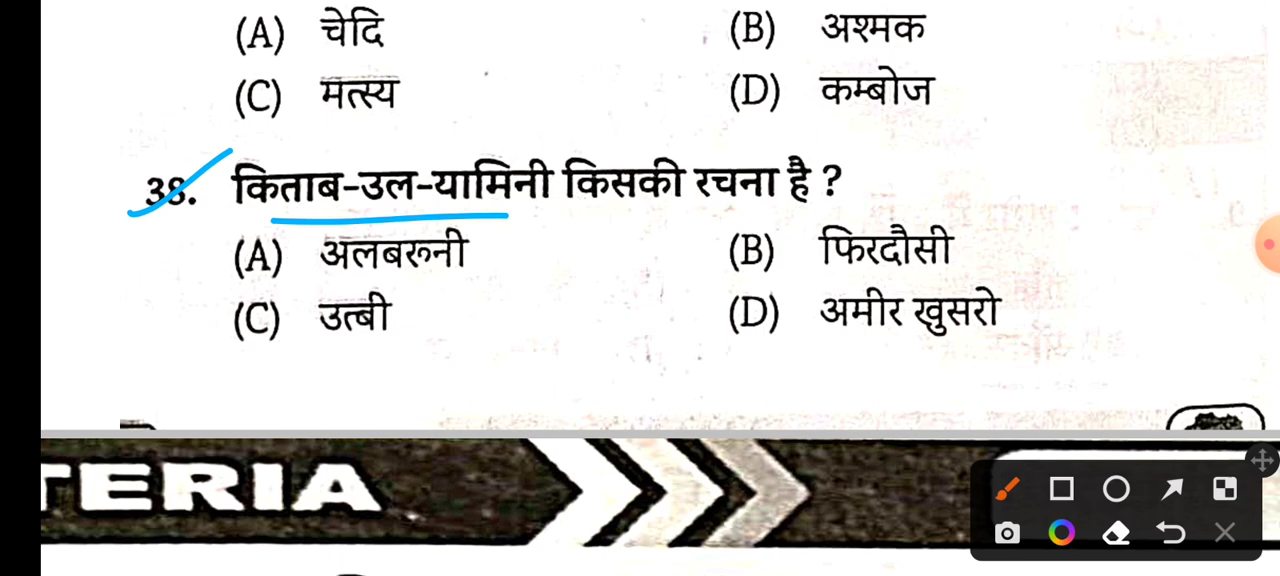 (A) चेदि (B) अश्मक
(C) मत्स्य (D) कम्बोज
38. किताब-उल-यामिनी किसकी रचना है ?
(A) अलबरूनी (B) फिरदौसी
(C) उत्बी (D) अमीर खुसरो
TERIA